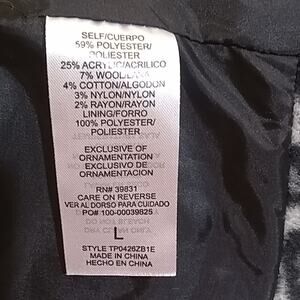 SELF/CUERPO
59% POLYESTER/
POLIESTER
25% ACRYLIC/ACRILICO
7% WOOL/LANA
4% COTTON/ALGODON
3% NYLON/NYLON
2% RAYON/RAYON
LINING/FORRO
100% POLYESTER/
POLIESTER
EXCLUSIVE OF
ORNAMENTATION
EXCLUSIVO DE
ORNAMENTACION
RN# 39831
CARE ON REVERSE
VER AL DORSO PARA CUIDADO
PO# 100-00039825
L
STYLE TP0426ZB1E
MADE IN CHINA
HECHO EN CHINA